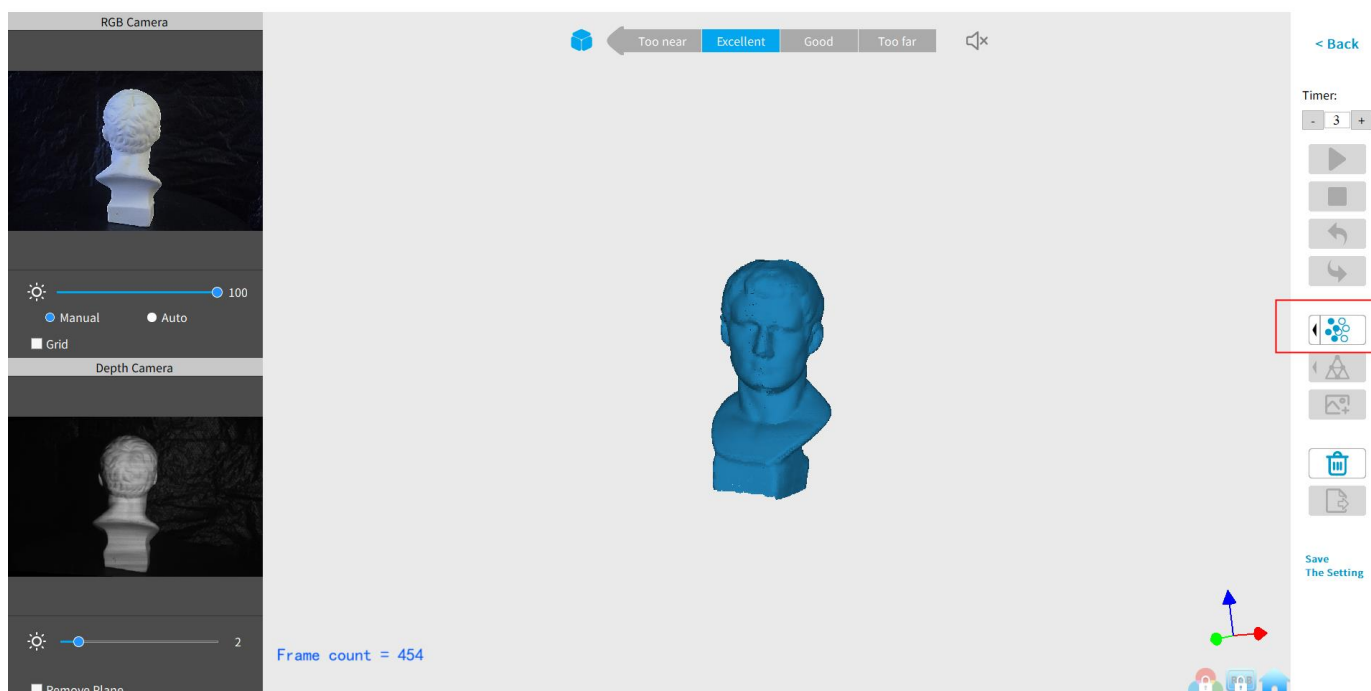 RGB Camera
Too near
Excellent
Good
Too far
< Back
Timer:
- 3 +
100
Manual
Auto
Grid
Depth Camera
2
Remove Plane
Frame count = 454
Save
The Setting
RGB